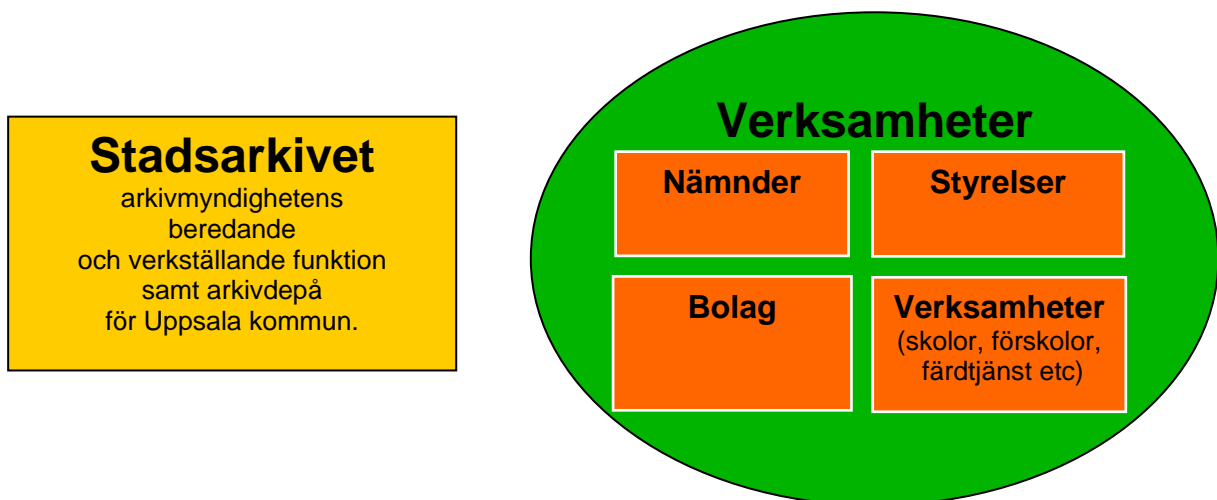 Stadsarkivet
arkivmyndighetens
beredande
och verkställande funktion
samt arkivdepå
för Uppsala kommun.
Verksamheter
Nämnder
Styrelser
Bolag
Verksamheter
(skolor, förskolor,
färdtjänst etc)